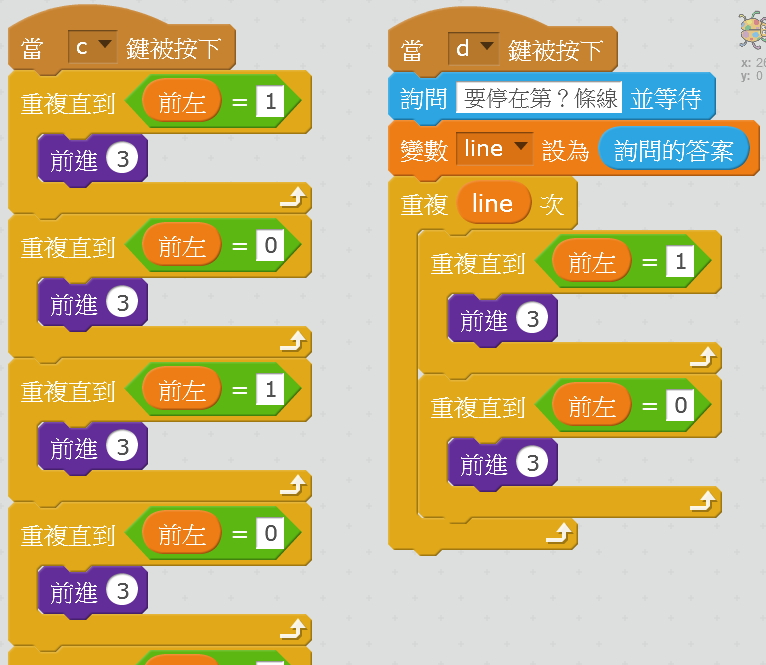 當 c 鍵被按下
重複直到 前左 = 1
前進 3
重複直到 前左 = 0
前進 3
重複直到 前左 = 1
前進 3
重複直到 前左 = 0
前進 3
當 d 鍵被按下
詢問 要停在第？條線 並等待
變數 line 設為 詢問的答案
重複 line 次
重複直到 前左 = 1
前進 3
重複直到 前左 = 0
前進 3